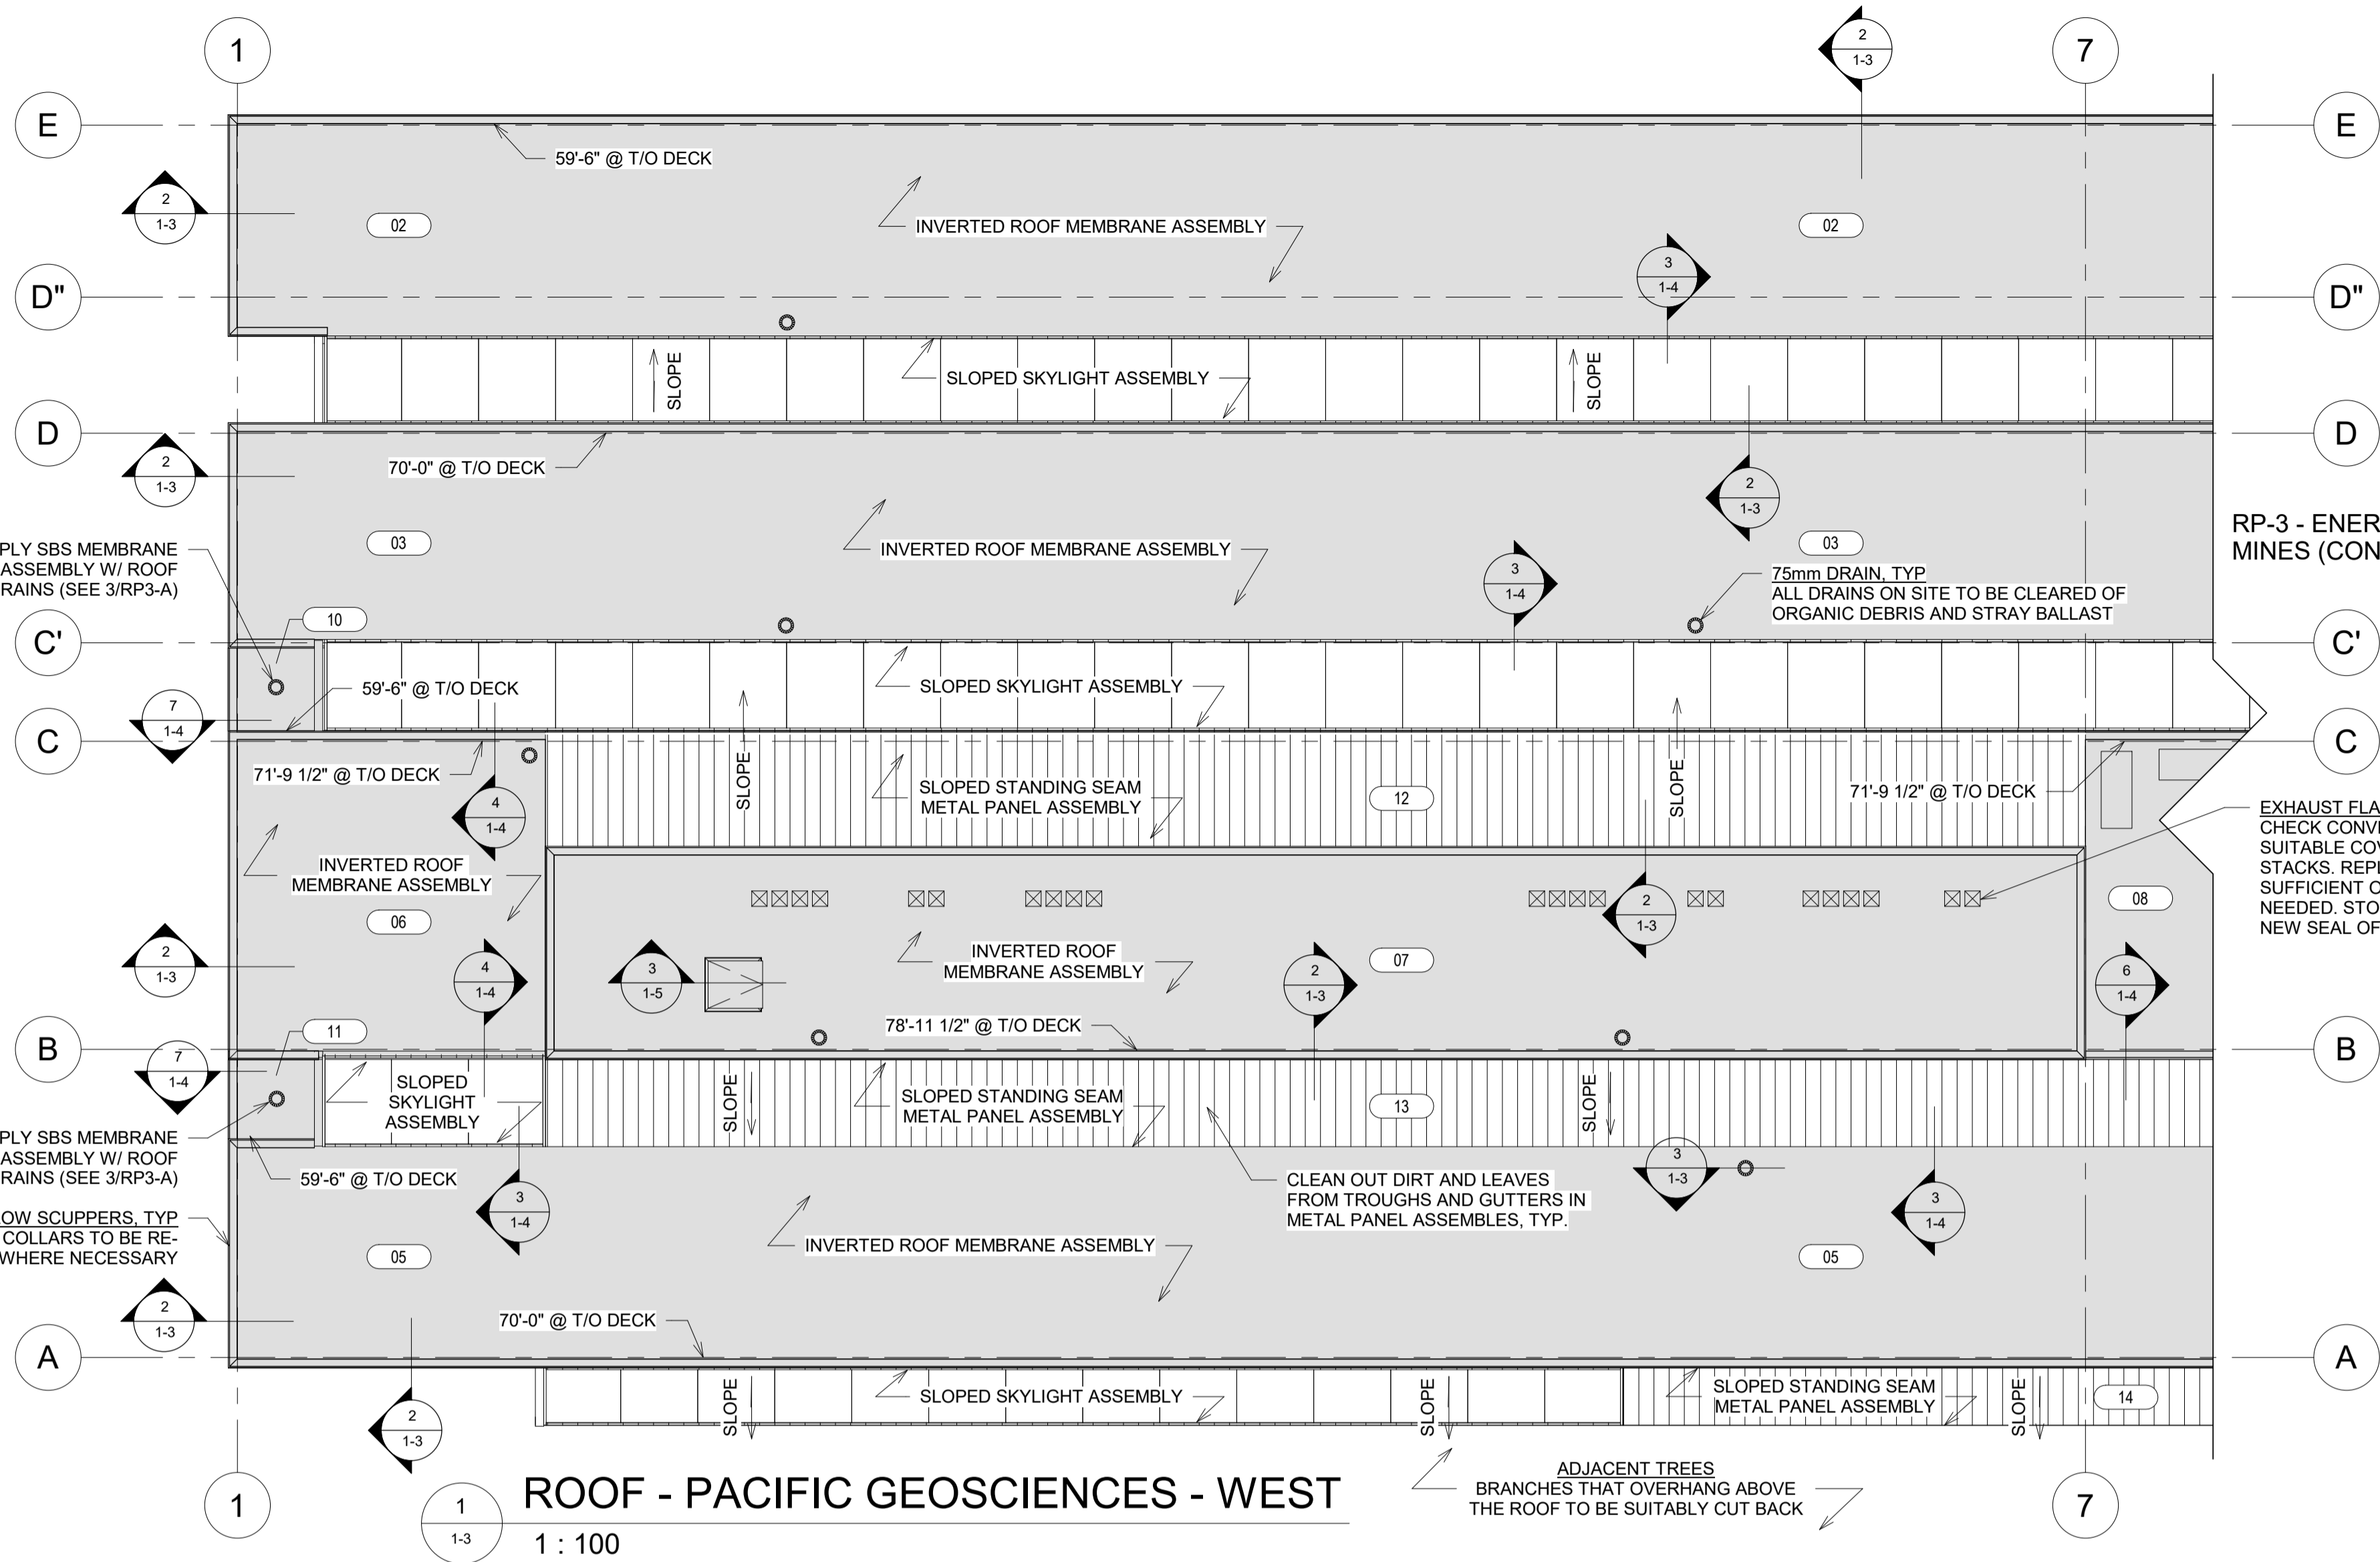 1
2
1-3
7
E
E
59'-6" @ T/O DECK
2
1-3
02
INVERTED ROOF MEMBRANE ASSEMBLY
02
3
1-4
D"
D"
SLOPE
SLOPED SKYLIGHT ASSEMBLY
SLOPE
D
D
2
1-3
70'-0" @ T/O DECK
2
1-3
03
INVERTED ROOF MEMBRANE ASSEMBLY
03
RP-3 - ENER
MINES (CON
PLY SBS MEMBRANE
ASSEMBLY W/ ROOF
RAINS (SEE 3/RP3-A)
3
1-4
75mm DRAIN, TYP
ALL DRAINS ON SITE TO BE CLEARED OF
ORGANIC DEBRIS AND STRAY BALLAST
10
C'
C'
59'-6" @ T/O DECK
SLOPED SKYLIGHT ASSEMBLY
7
1-4
C
C
71'-9 1/2" @ T/O DECK
SLOPE
SLOPED STANDING SEAM
METAL PANEL ASSEMBLY
12
SLOPE
71'-9 1/2" @ T/O DECK
4
1-4
EXHAUST FLA
CHECK CONV
SUITABLE COV
STACKS. REPL
SUFFICIENT C
NEEDED. STO
NEW SEAL OF
INVERTED ROOF
MEMBRANE ASSEMBLY
06
2
1-3
08
2
1-3
4
1-4
3
1-5
INVERTED ROOF
MEMBRANE ASSEMBLY
07
2
1-3
6
1-4
78'-11 1/2" @ T/O DECK
11
B
B
7
1-4
SLOPED
SKYLIGHT
ASSEMBLY
SLOPE
SLOPED STANDING SEAM
METAL PANEL ASSEMBLY
13
SLOPE
PLY SBS MEMBRANE
ASSEMBLY W/ ROOF
RAINS (SEE 3/RP3-A)
59'-6" @ T/O DECK
3
1-4
CLEAN OUT DIRT AND LEAVES
FROM TROUGHS AND GUTTERS IN
METAL PANEL ASSEMBLES, TYP.
3
1-3
3
1-4
OW SCUPPERS, TYP
COLLARS TO BE RE-
WHERE NECESSARY
05
INVERTED ROOF MEMBRANE ASSEMBLY
05
2
1-3
70'-0" @ T/O DECK
A
A
SLOPE
SLOPED SKYLIGHT ASSEMBLY
SLOPE
SLOPED STANDING SEAM
METAL PANEL ASSEMBLY
SLOPE
14
2
1-3
ADJACENT TREES
BRANCHES THAT OVERHANG ABOVE
THE ROOF TO BE SUITABLY CUT BACK
1
1
1-3
ROOF - PACIFIC GEOSCIENCES - WEST
1 : 100
7